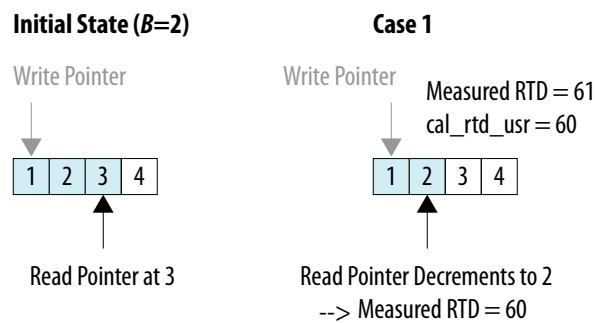 Initial State (B=2)
Write Pointer
1 2 3 4
Read Pointer at 3
Case 1
Write Pointer
Measured RTD = 61
cal_rtd_usr = 60
1 2 3 4
Read Pointer Decrements to 2
--> Measured RTD = 60